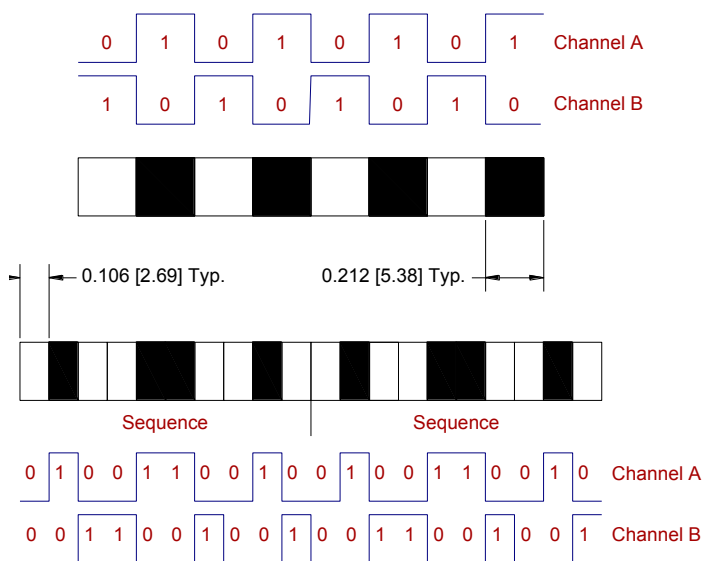 0 1 0 1 0 1 0 1 Channel A
1 0 1 0 1 0 1 0 Channel B
0.106 [2.69] Typ. 0.212 [5.38] Typ.
Sequence Sequence
0 1 0 0 1 1 0 0 1 0 0 1 0 0 1 1 0 0 1 0 Channel A
0 0 1 1 0 0 1 0 0 1 0 0 1 1 0 0 1 0 0 1 Channel B